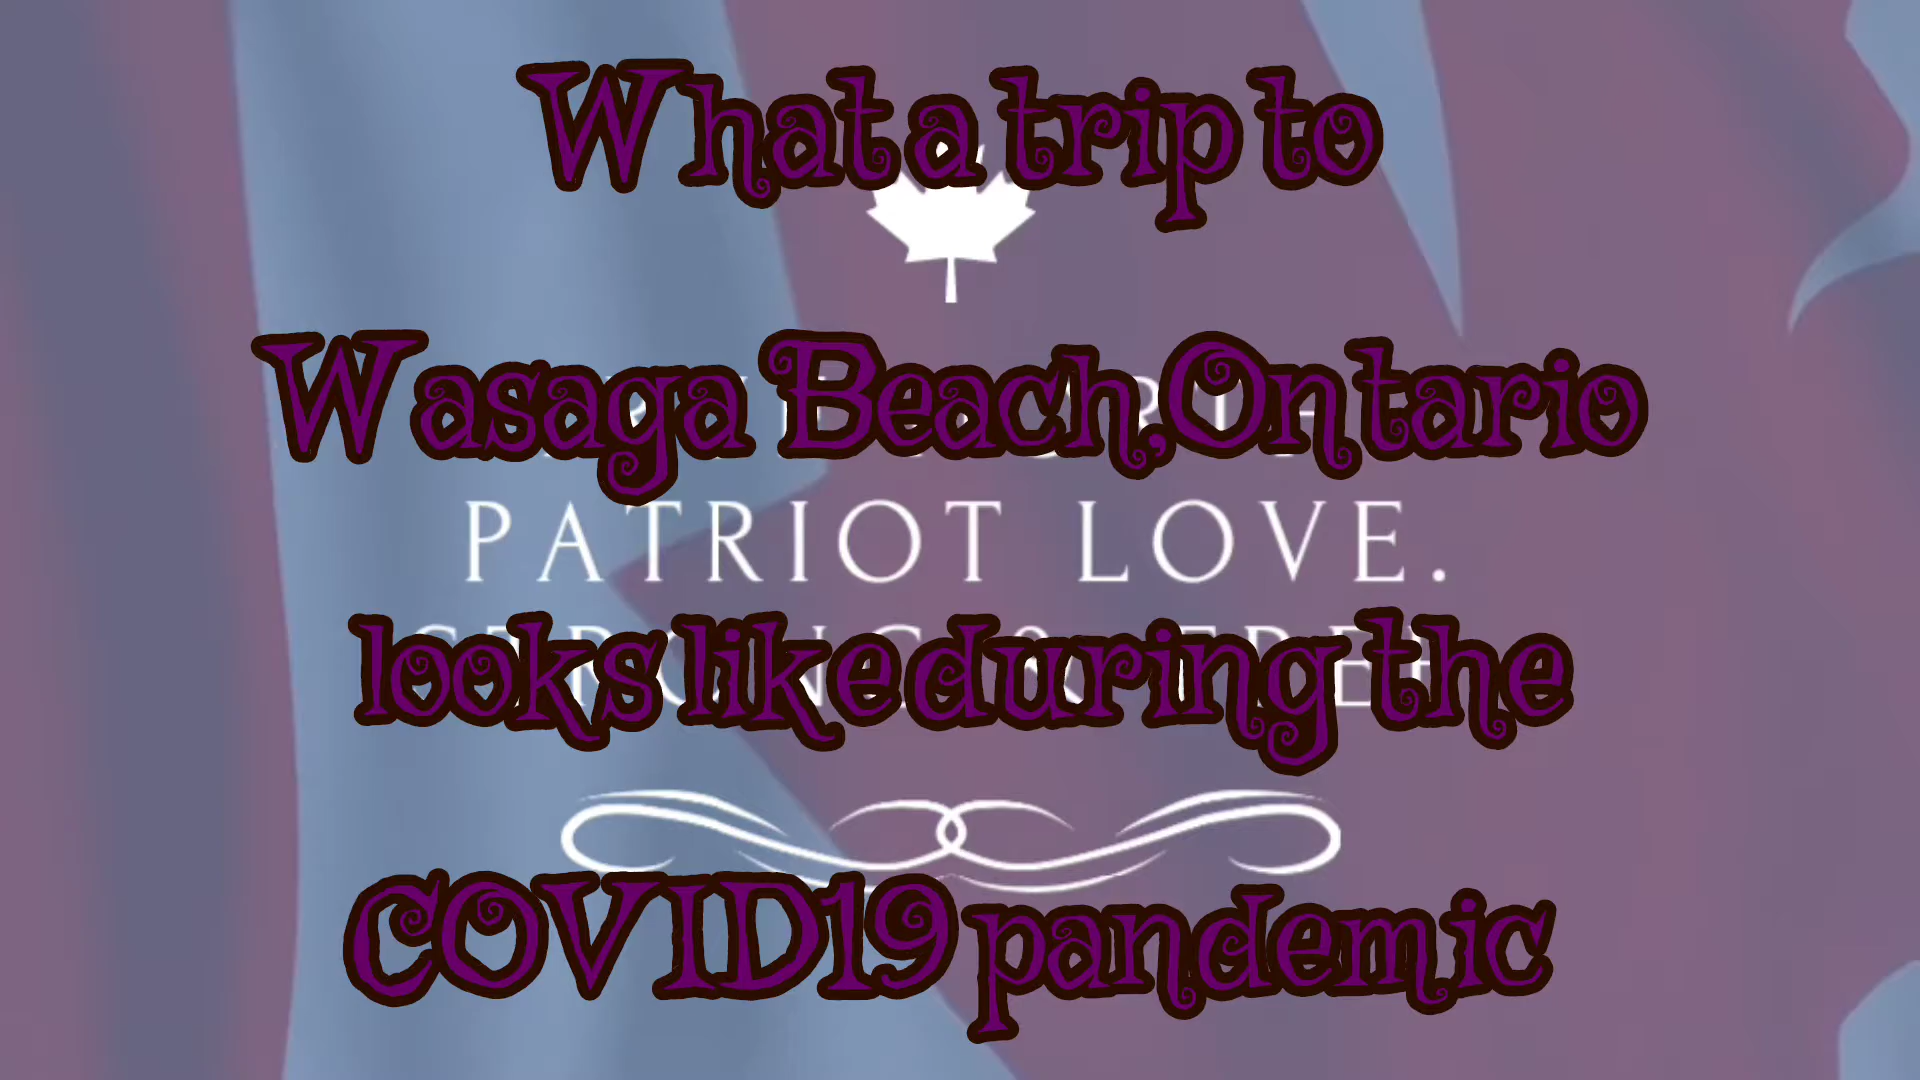 What a trip to
Wasaga Beach,Ontario
PATRIOT LOVE.
looks like during the
COVID19 pandemic